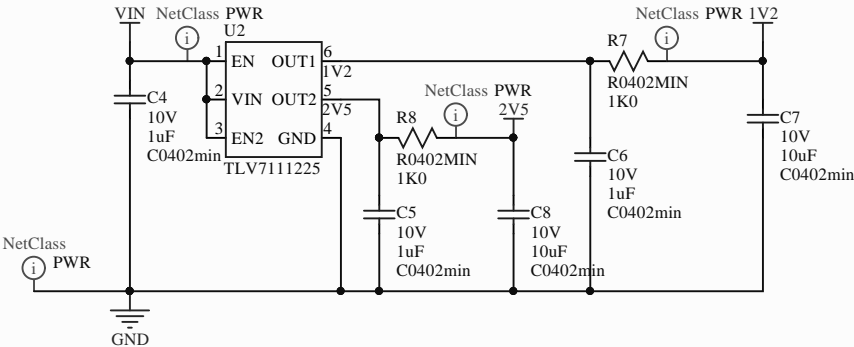 VIN
NetClass PWR
i
U2
1 EN OUT1 6
1V2
2 VIN OUT2 5
2V5
3 EN2 GND 4
TLV7111225
C4
10V
1uF
C0402min
NetClass PWR
i
R8
R0402MIN
1K0
2V5
C5
10V
1uF
C0402min
C8
10V
10uF
C0402min
NetClass PWR
i
1V2
R7
R0402MIN
1K0
C6
10V
1uF
C0402min
C7
10V
10uF
C0402min
NetClass
i PWR
GND